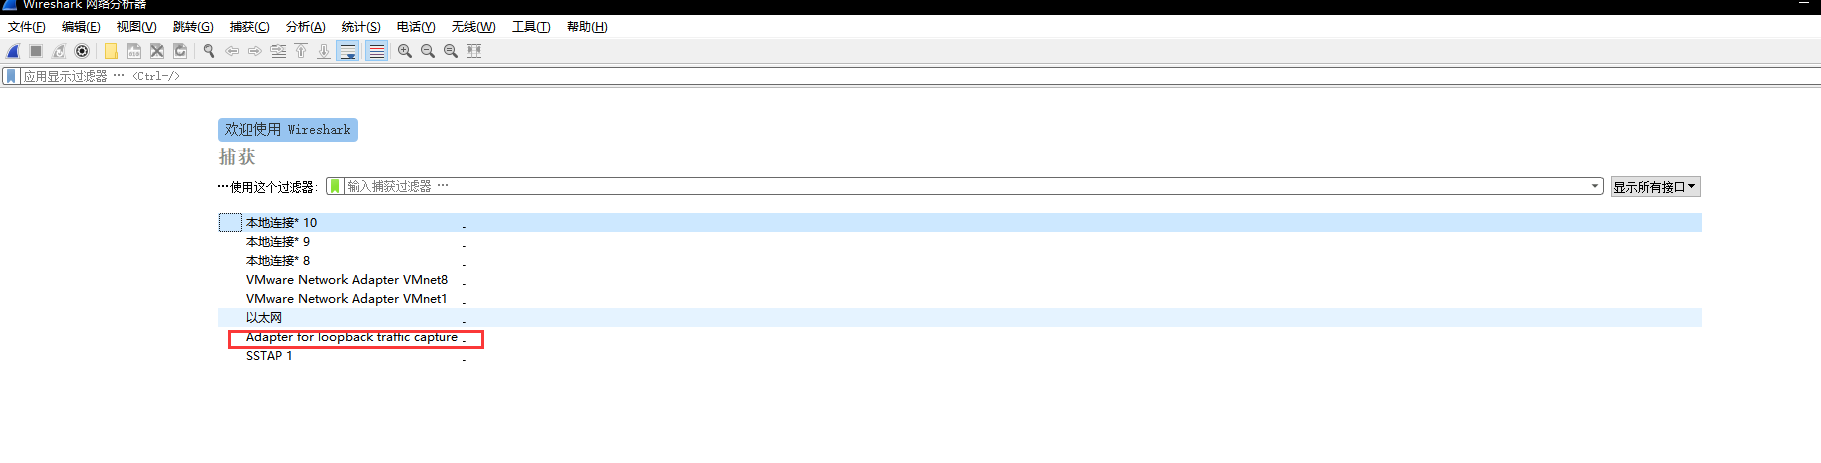 Wireshark 网络分析器
文件(F) 编辑(E) 视图(V) 跳转(G) 捕获(C) 分析(A) 统计(S) 电话(Y) 无线(W) 工具(T) 帮助(H)
应用显示过滤器 … <Ctrl-/>
欢迎使用 Wireshark
捕获
…使用这个过滤器: 输入捕获过滤器 … 显示所有接口
本地连接* 10
本地连接* 9
本地连接* 8
VMware Network Adapter VMnet8
VMware Network Adapter VMnet1
以太网
Adapter for loopback traffic capture
SSTAP 1